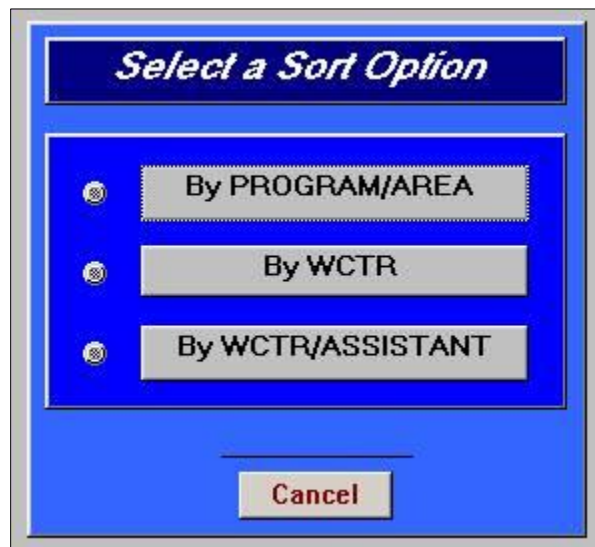 Select a Sort Option
By PROGRAM/AREA
By WCTR
By WCTR/ASSISTANT
Cancel